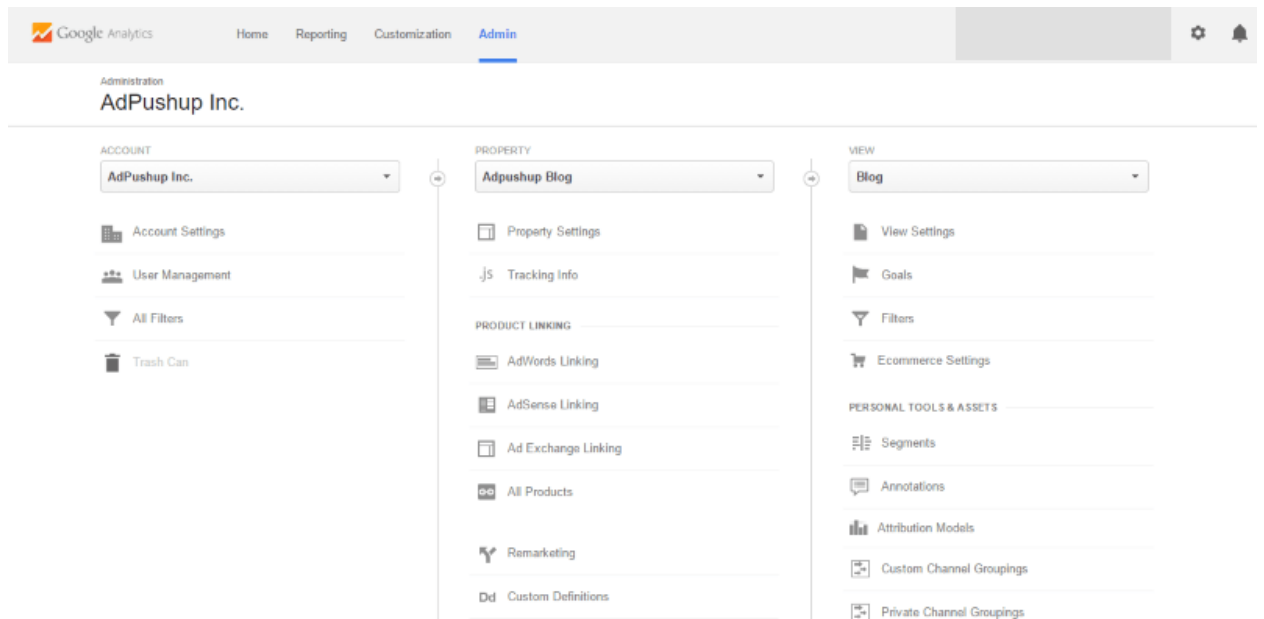 Google Analytics
Home
Reporting
Customization
Admin
Administration
AdPushup Inc.
ACCOUNT
AdPushup Inc.
Account Settings
User Management
All Filters
Trash Can
PROPERTY
Adpushup Blog
Property Settings
.js Tracking Info
PRODUCT LINKING
AdWords Linking
AdSense Linking
Ad Exchange Linking
All Products
Remarketing
Dd Custom Definitions
VIEW
Blog
View Settings
Goals
Filters
Ecommerce Settings
PERSONAL TOOLS & ASSETS
Segments
Annotations
Attribution Models
Custom Channel Groupings
Private Channel Groupings